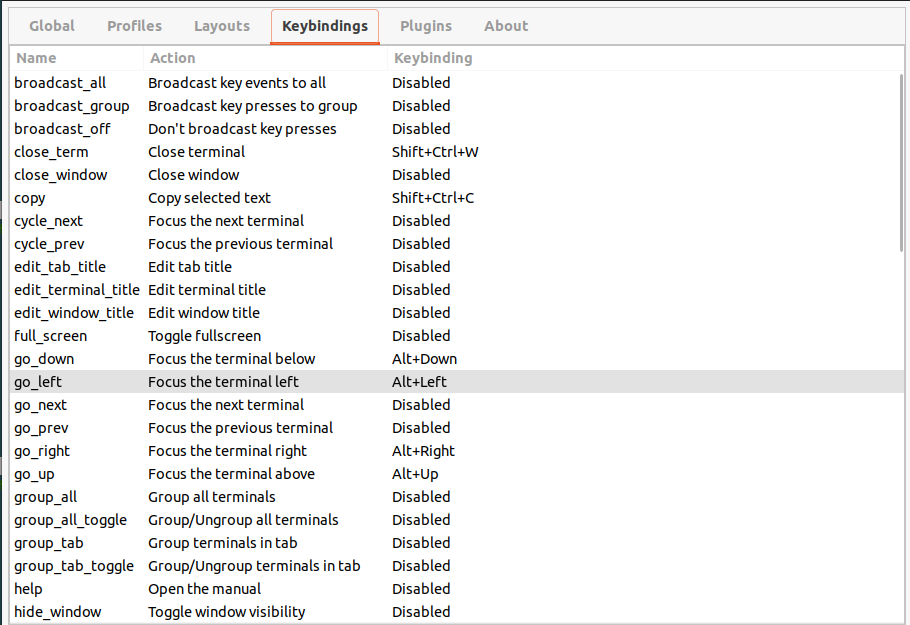 Global Profiles Layouts Keybindings Plugins About
Name Action Keybinding
broadcast_all Broadcast key events to all Disabled
broadcast_group Broadcast key presses to group Disabled
broadcast_off Don't broadcast key presses Disabled
close_term Close terminal Shift+Ctrl+W
close_window Close window Disabled
copy Copy selected text Shift+Ctrl+C
cycle_next Focus the next terminal Disabled
cycle_prev Focus the previous terminal Disabled
edit_tab_title Edit tab title Disabled
edit_terminal_title Edit terminal title Disabled
edit_window_title Edit window title Disabled
full_screen Toggle fullscreen Disabled
go_down Focus the terminal below Alt+Down
go_left Focus the terminal left Alt+Left
go_next Focus the next terminal Disabled
go_prev Focus the previous terminal Disabled
go_right Focus the terminal right Alt+Right
go_up Focus the terminal above Alt+Up
group_all Group all terminals Disabled
group_all_toggle Group/Ungroup all terminals Disabled
group_tab Group terminals in tab Disabled
group_tab_toggle Group/Ungroup terminals in tab Disabled
help Open the manual Disabled
hide_window Toggle window visibility Disabled